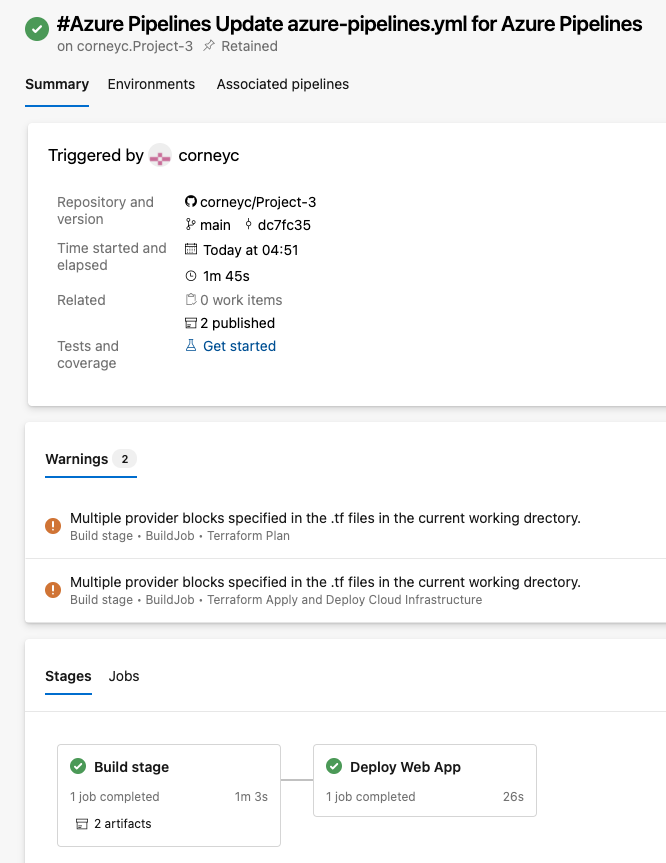 #Azure Pipelines Update azure-pipelines.yml for Azure Pipelines
on corneyc.Project-3 Retained
Summary Environments Associated pipelines
Triggered by corneyc
Repository and version
corneyc/Project-3
main dc7fc35
Time started and elapsed
Today at 04:51
1m 45s
Related
0 work items
2 published
Tests and coverage
Get started
Warnings 2
Multiple provider blocks specified in the .tf files in the current working drectory.
Build stage • BuildJob • Terraform Plan
Multiple provider blocks specified in the .tf files in the current working drectory.
Build stage • BuildJob • Terraform Apply and Deploy Cloud Infrastructure
Stages Jobs
Build stage
1 job completed 1m 3s
2 artifacts
Deploy Web App
1 job completed 26s